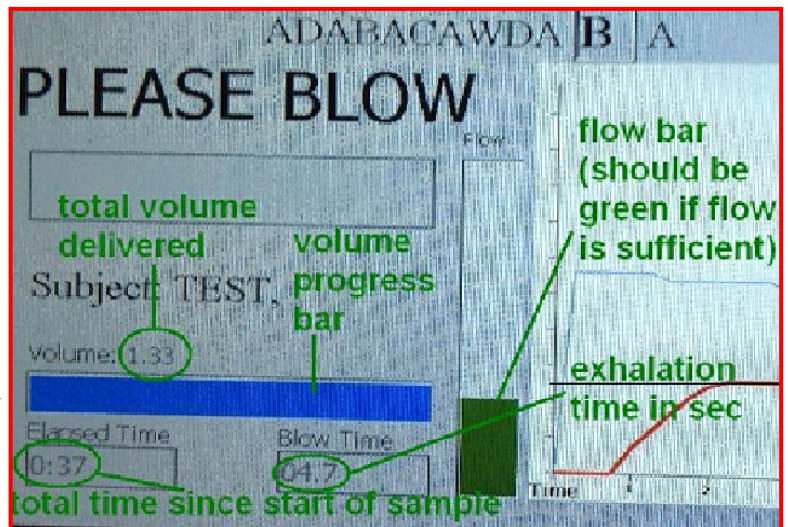 ADABACAWDA B A
PLEASE BLOW
Flow
flow bar
(should be
green if flow
is sufficient)
total volume
delivered
volume
progress
bar
Subject: TEST,
Volume: 1.33
exhalation
time in sec
Elapsed Time
Blow Time
0:37
04.7
total time since start of sample
Time
1
2